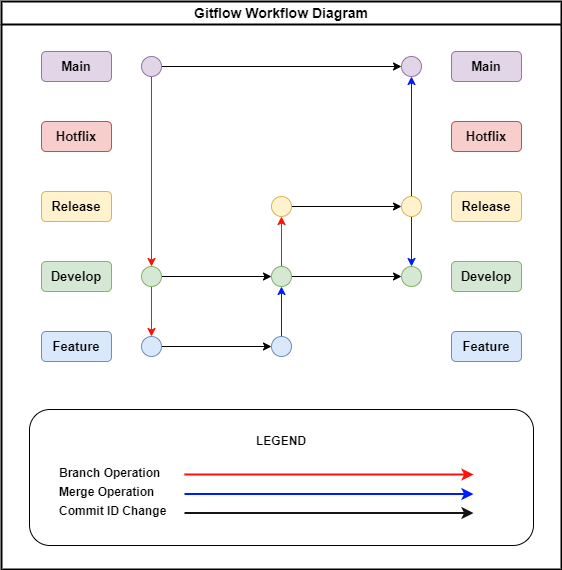 Gitflow Workflow Diagram
Main Main
Hotflix Hotflix
Release Release
Develop Develop
Feature Feature
LEGEND
Branch Operation
Merge Operation
Commit ID Change